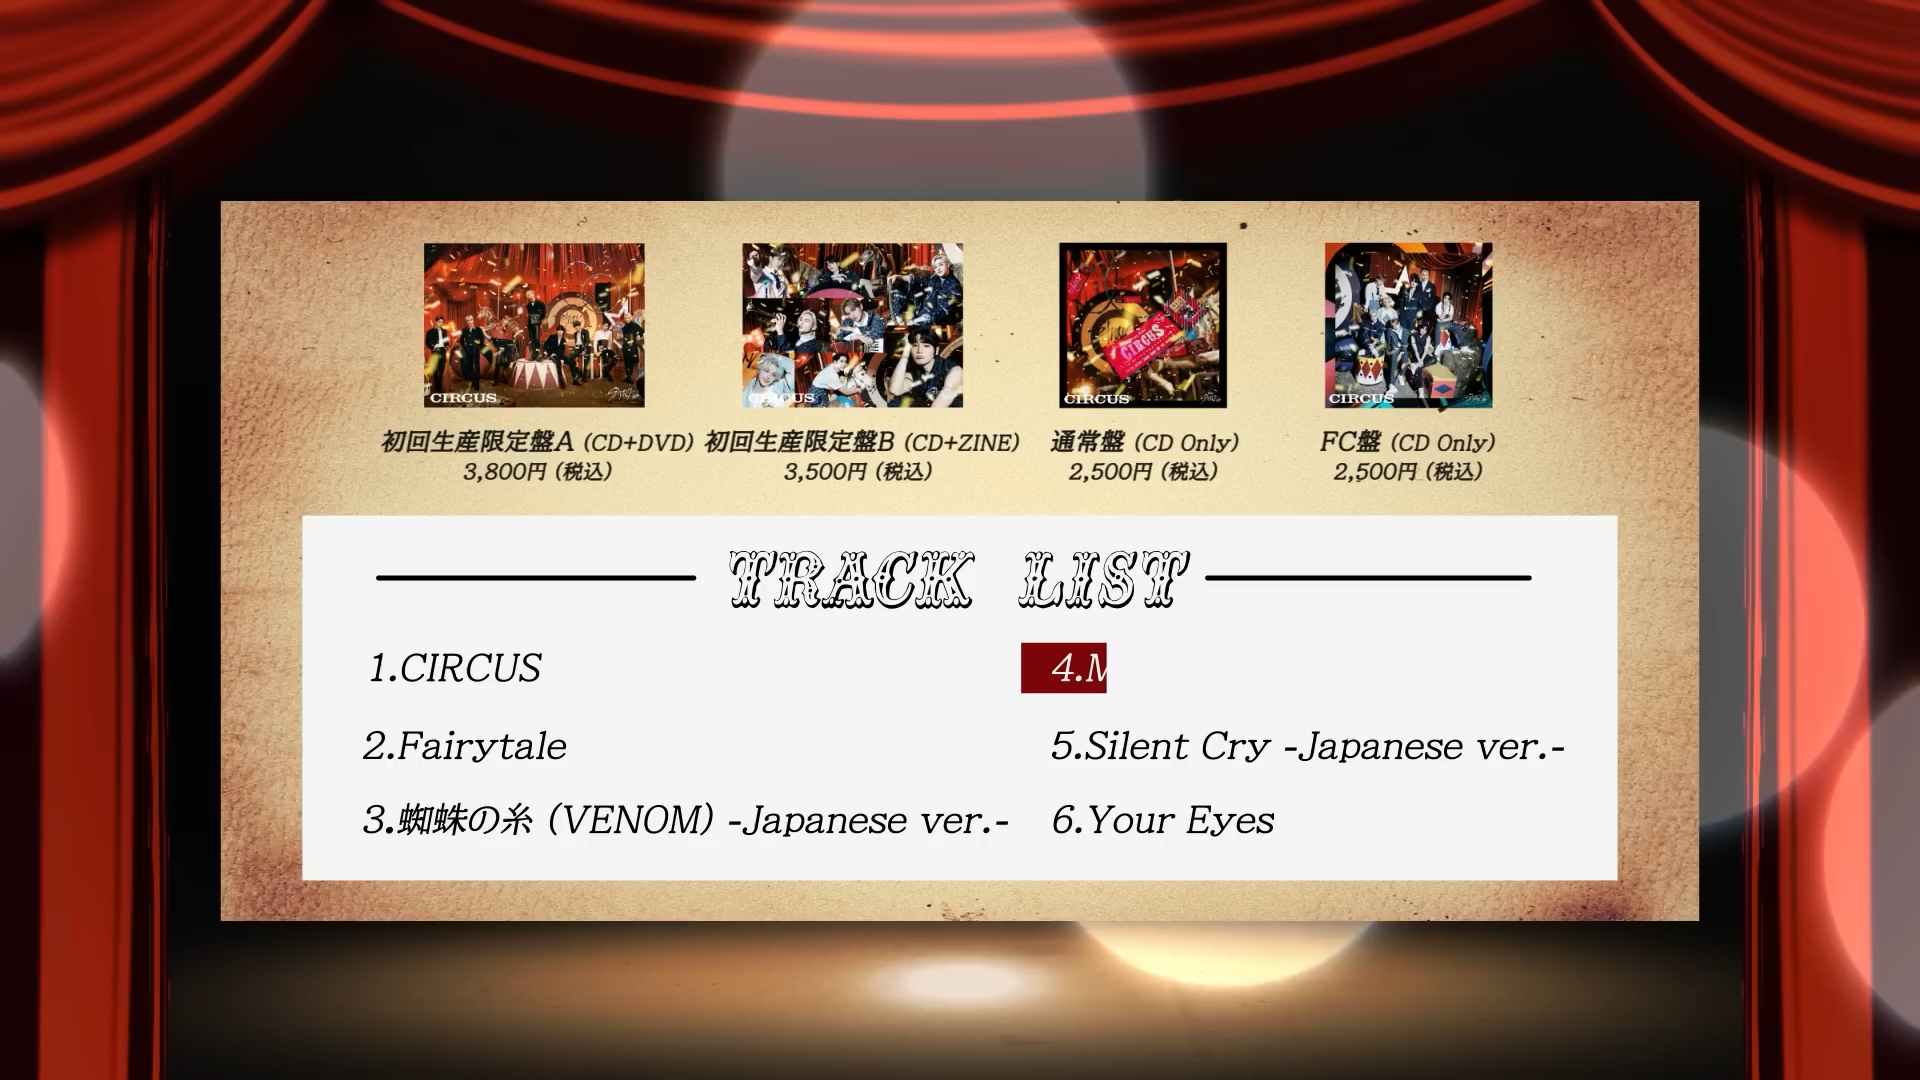 CIRCUS
CIRCUS
CIRCUS
CIRCUS
CIRCUS
初回生産限定盤A (CD+DVD)
3,800円 (税込)
初回生産限定盤B (CD+ZINE)
3,500円 (税込)
通常盤 (CD Only)
2,500円 (税込)
FC盤 (CD Only)
2,500円 (税込)
TRACK LIST
1.CIRCUS
2.Fairytale
3.蜘蛛の糸 (VENOM) -Japanese ver.-
4.M
5.Silent Cry -Japanese ver.-
6.Your Eyes